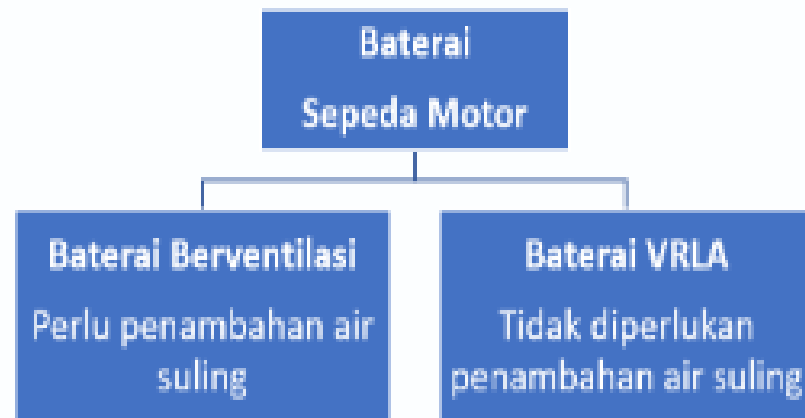 Baterai
Sepeda Motor
Baterai Berventilasi
Perlu penambahan air
suling
Baterai VRLA
Tidak diperlukan
penambahan air suling